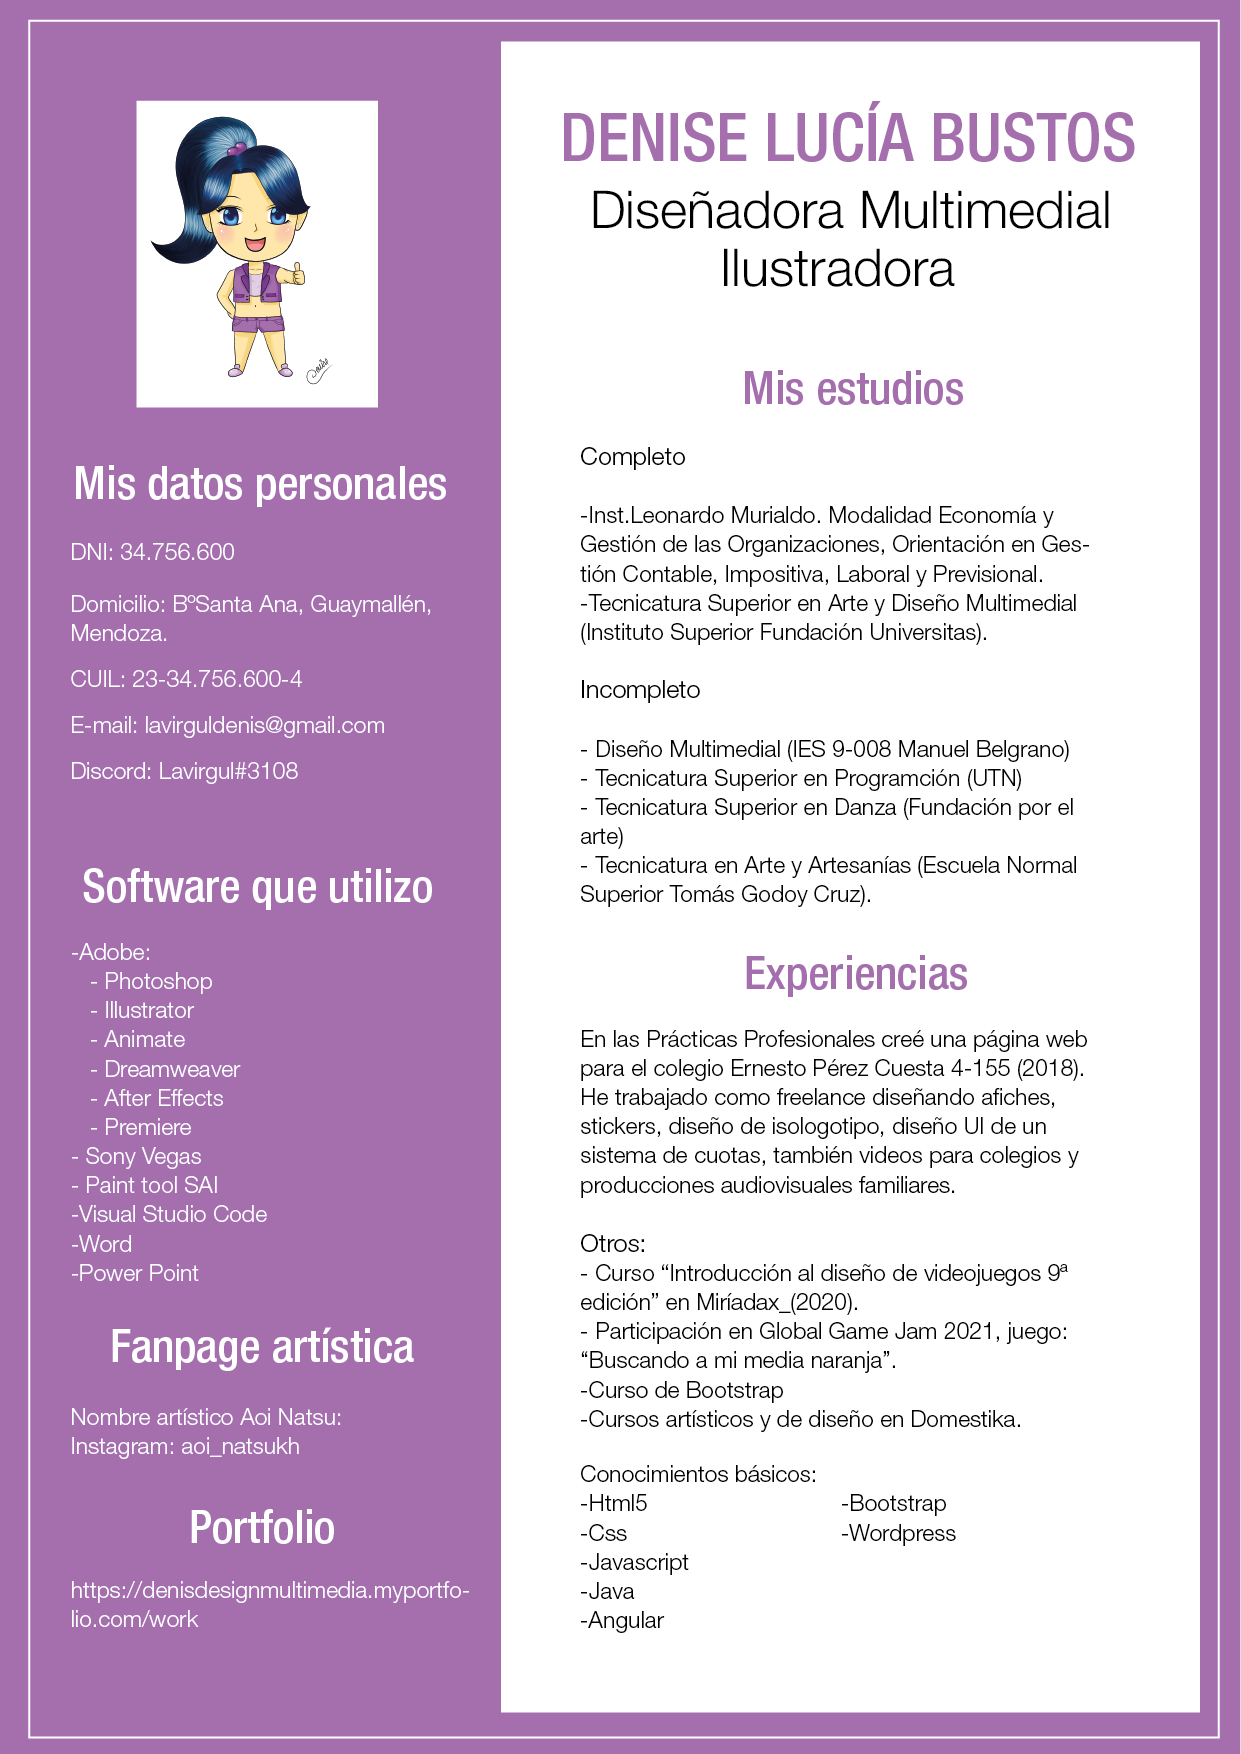 DENISE LUCÍA BUSTOS
Diseñadora Multimedial
Ilustradora
Mis datos personales
DNI: 34.756.600
Domicilio: BºSanta Ana, Guaymallén,
Mendoza.
CUIL: 23-34.756.600-4
E-mail: lavirguldenis@gmail.com
Discord: Lavirgul#3108
Software que utilizo
-Adobe:
- Photoshop
- Illustrator
- Animate
- Dreamweaver
- After Effects
- Premiere
- Sony Vegas
- Paint tool SAI
-Visual Studio Code
-Word
-Power Point
Fanpage artística
Nombre artístico Aoi Natsu:
Instagram: aoi_natsukh
Portfolio
https://denisdesignmultimedia.myportfo-
lio.com/work
Mis estudios
Completo
-Inst.Leonardo Murialdo. Modalidad Economía y
Gestión de las Organizaciones, Orientación en Ges-
tión Contable, Impositiva, Laboral y Previsional.
-Tecnicatura Superior en Arte y Diseño Multimedial
(Instituto Superior Fundación Universitas).
Incompleto
- Diseño Multimedial (IES 9-008 Manuel Belgrano)
- Tecnicatura Superior en Programción (UTN)
- Tecnicatura Superior en Danza (Fundación por el
arte)
- Tecnicatura en Arte y Artesanías (Escuela Normal
Superior Tomás Godoy Cruz).
Experiencias
En las Prácticas Profesionales creé una página web
para el colegio Ernesto Pérez Cuesta 4-155 (2018).
He trabajado como freelance diseñando afiches,
stickers, diseño de isologotipo, diseño UI de un
sistema de cuotas, también videos para colegios y
producciones audiovisuales familiares.
Otros:
- Curso “Introducción al diseño de videojuegos 9ª
edición” en Miríadax_(2020).
- Participación en Global Game Jam 2021, juego:
“Buscando a mi media naranja”.
-Curso de Bootstrap
-Cursos artísticos y de diseño en Domestika.
Conocimientos básicos:
-Html5
-Css
-Javascript
-Java
-Angular
-Bootstrap
-Wordpress